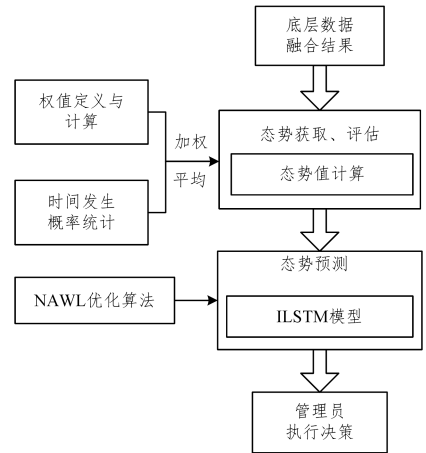 底层数据
融合结果
权值定义与
计算
加权
平均
态势获取、评估
态势值计算
时间发生
概率统计
态势预测
NAWL优化算法
ILSTM模型
管理员
执行决策